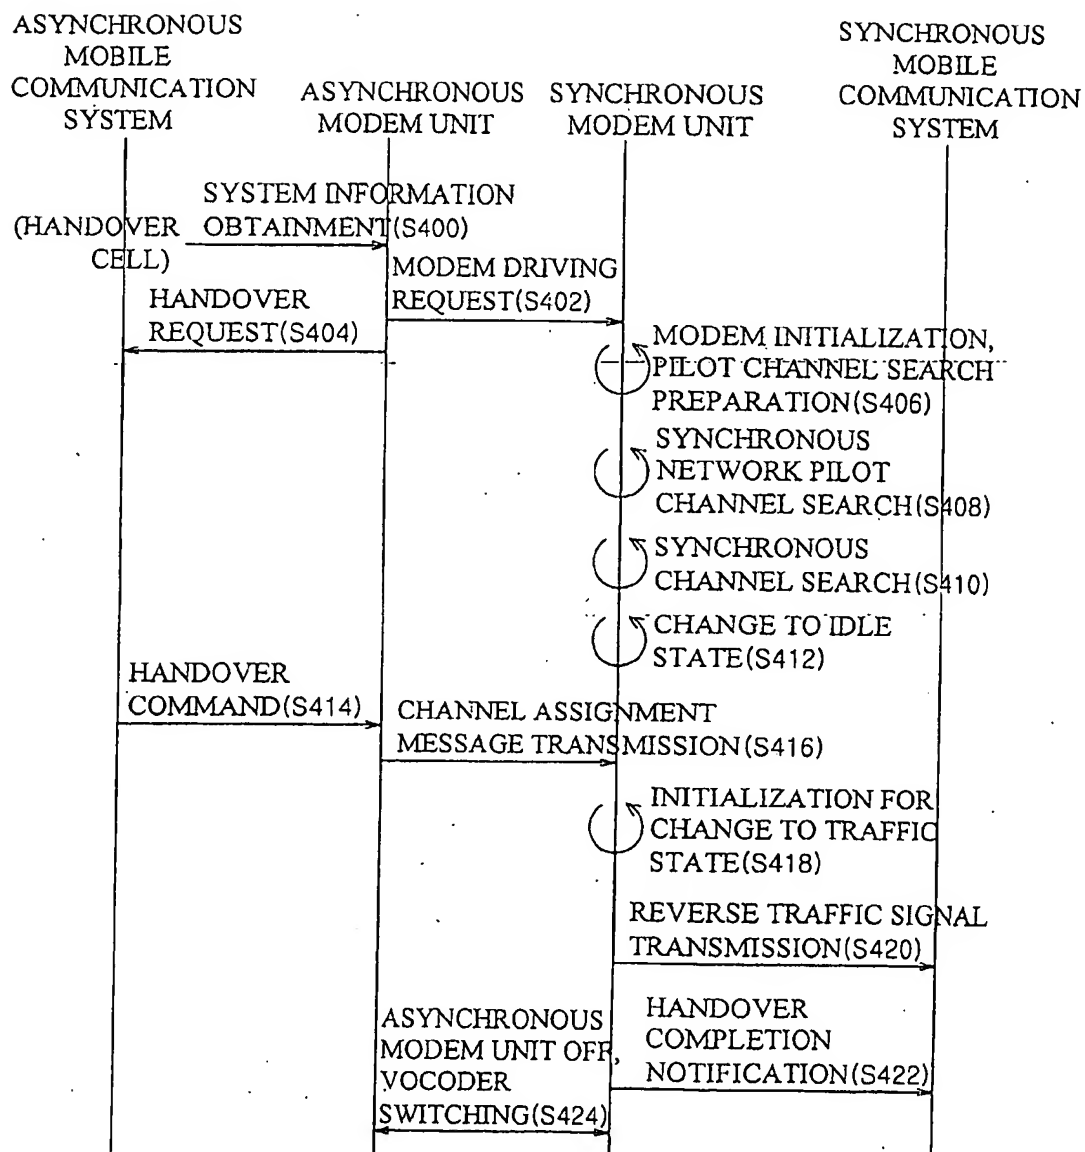 ASYNCHRONOUS
MOBILE
COMMUNICATION
SYSTEM
ASYNCHRONOUS
MODEM UNIT
SYNCHRONOUS
MODEM UNIT
SYNCHRONOUS
MOBILE
COMMUNICATION
SYSTEM
SYSTEM INFORMATION
OBTAINMENT(S400)
(HANDOVER
CELL)
MODEM DRIVING
REQUEST(S402)
HANDOVER
REQUEST(S404)
MODEM INITIALIZATION,
PILOT CHANNEL SEARCH
PREPARATION(S406)
SYNCHRONOUS
NETWORK PILOT
CHANNEL SEARCH(S408)
SYNCHRONOUS
CHANNEL SEARCH(S410)
CHANGE TO IDLE
STATE(S412)
HANDOVER
COMMAND(S414)
CHANNEL ASSIGNMENT
MESSAGE TRANSMISSION(S416)
INITIALIZATION FOR
CHANGE TO TRAFFIC
STATE(S418)
REVERSE TRAFFIC SIGNAL
TRANSMISSION(S420)
HANDOVER
COMPLETION
NOTIFICATION(S422)
ASYNCHRONOUS
MODEM UNIT OFF,
VOCODER
SWITCHING(S424)